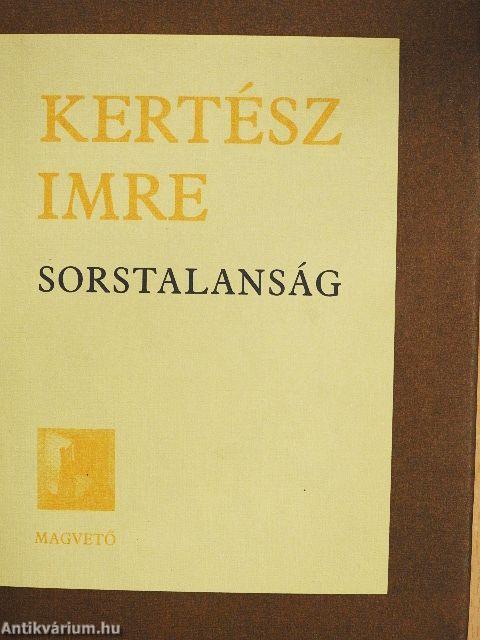 KERTÉSZ
IMRE
SORSTALANSÁG
MAGVETŐ
Antikvárium.hu